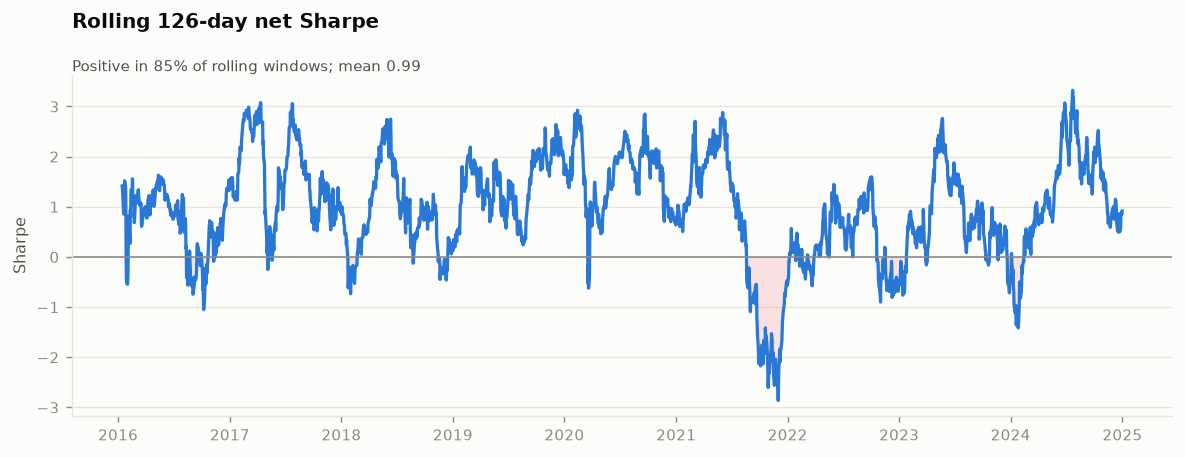 Rolling 126-day net Sharpe
Positive in 85% of rolling windows; mean 0.99
Sharpe
3
2
1
0
−1
−2
−3
2016 2017 2018 2019 2020 2021 2022 2023 2024 2025